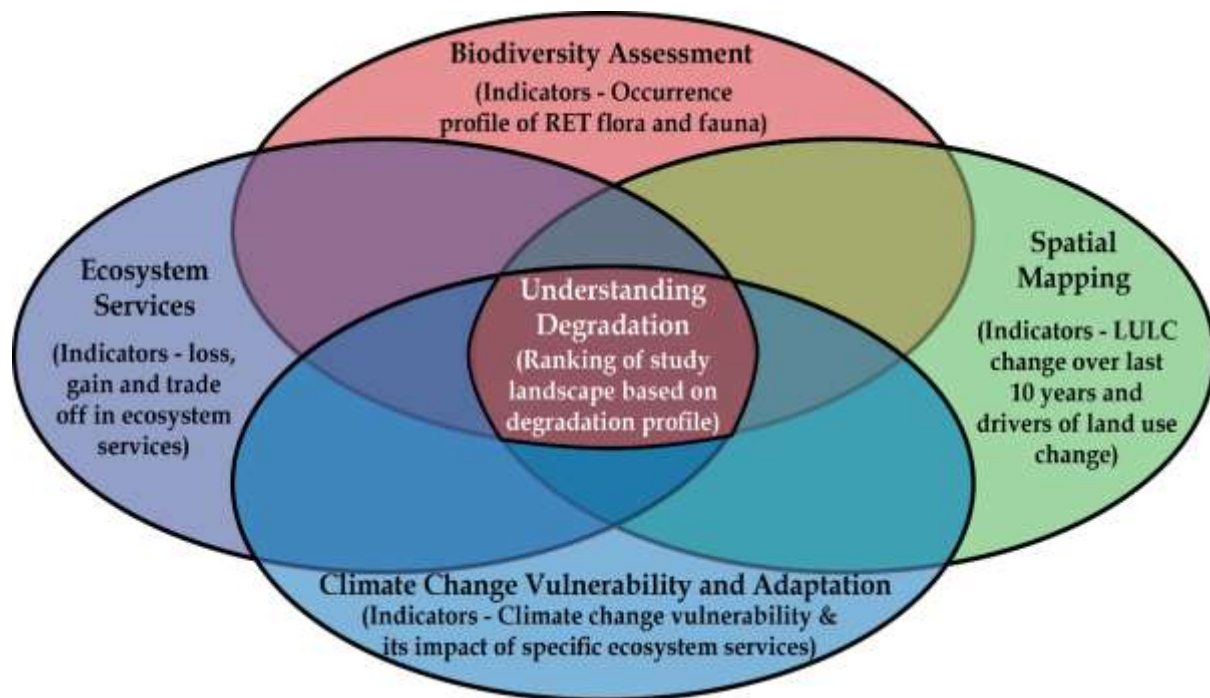 Biodiversity Assessment
(Indicators - Occurrence
profile of RET flora and fauna)
Ecosystem
Services
(Indicators - loss,
gain and trade
off in ecosystem
services)
Understanding
Degradation
(Ranking of study
landscape based on
degradation profile)
Spatial
Mapping
(Indicators - LULC
change over last
10 years and
drivers of land use
change)
Climate Change Vulnerability and Adaptation
(Indicators - Climate change vulnerability &
its impact of specific ecosystem services)